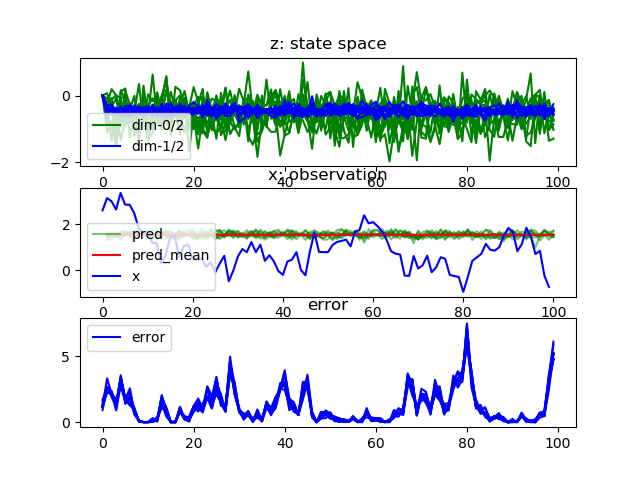 z: state space
0
−2
dim-0/2
dim-1/2
0 20 40 60 80 100
x: observation
2
0
pred
pred_mean
x
0 20 40 60 80 100
error
5
0
error
0 20 40 60 80 100